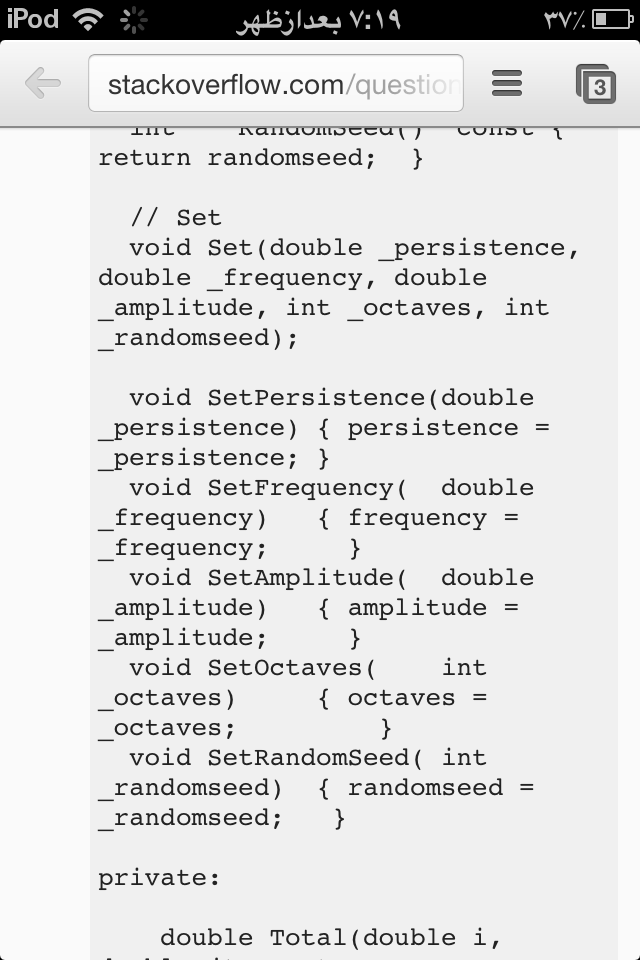 iPod ۷:۱۹ بعدازظهر ۳۷٪
stackoverflow.com/question 3
int    RandomSeed()  const {
return randomseed;  }
// Set
void Set(double _persistence,
double _frequency, double
_amplitude, int _octaves, int
_randomseed);
void SetPersistence(double
_persistence) { persistence =
_persistence; }
void SetFrequency(  double
_frequency)   { frequency =
_frequency;     }
void SetAmplitude(  double
_amplitude)   { amplitude =
_amplitude;     }
void SetOctaves(    int
_octaves)     { octaves =
_octaves;         }
void SetRandomSeed( int
_randomseed)  { randomseed =
_randomseed;   }
private:
double Total(double i,